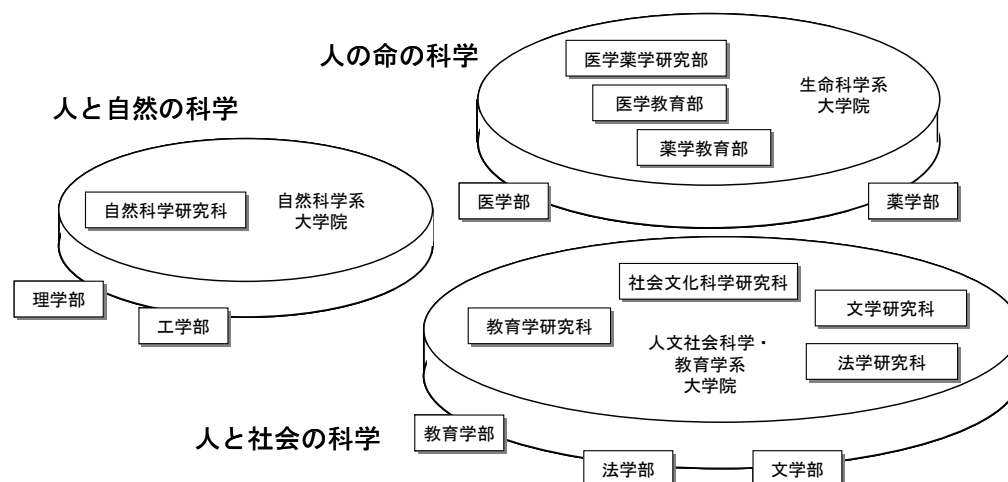 人の命の科学
医学薬学研究部
医学教育部
薬学教育部
生命科学系
大学院
医学部
薬学部
人と自然の科学
自然科学研究科
自然科学系
大学院
理学部
工学部
社会文化科学研究科
教育学研究科
文学研究科
法学研究科
人文社会科学・
教育学系
大学院
人と社会の科学
教育学部
法学部
文学部